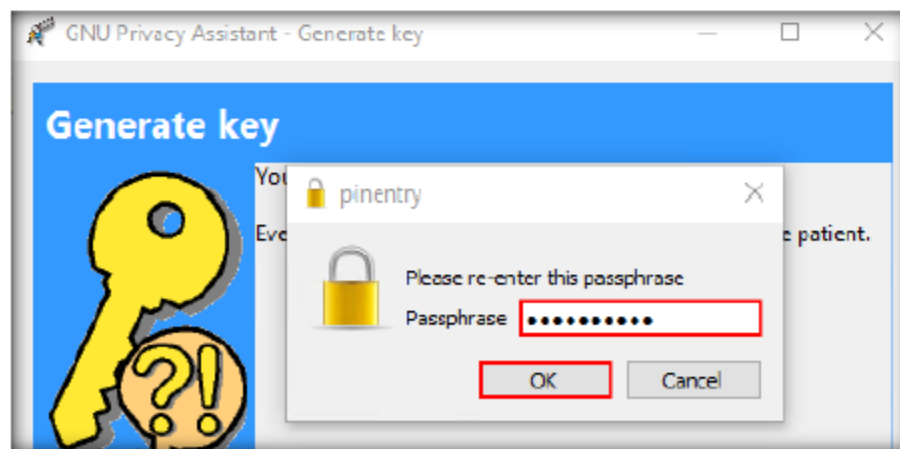 GNU Privacy Assistant - Generate key
Generate key
You
Eve
e patient.
pinentry
Please re-enter this passphrase
Passphrase ●●●●●●●●●●
OK
Cancel
?!